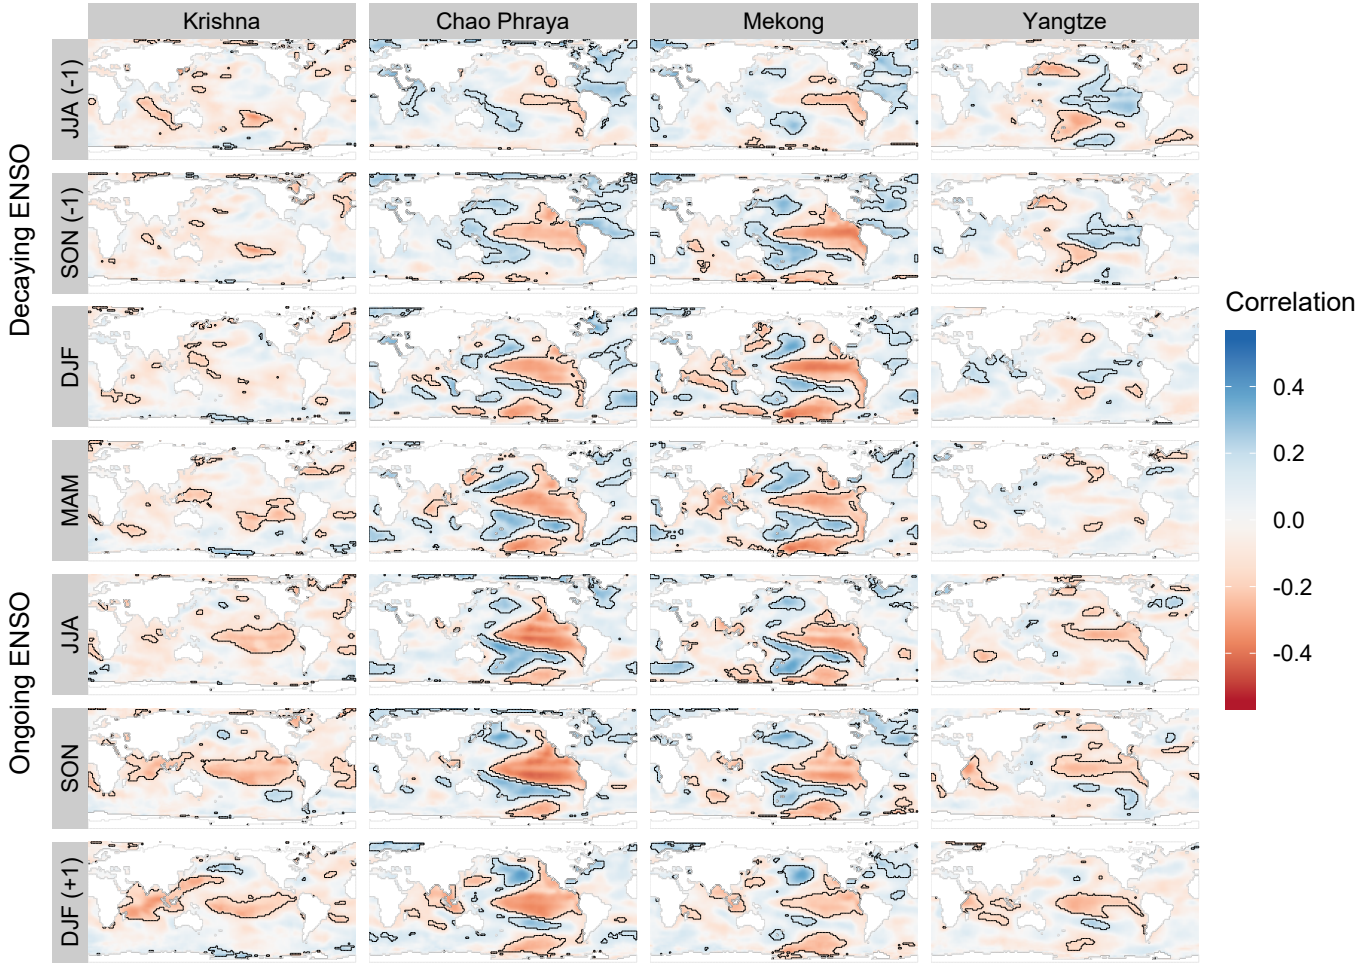 Krishna
Chao Phraya
Mekong
Yangtze
Decaying ENSO
JJA (-1)
SON (-1)
DJF
MAM
Ongoing ENSO
JJA
SON
DJF (+1)
Correlation
0.4
0.2
0.0
-0.2
-0.4